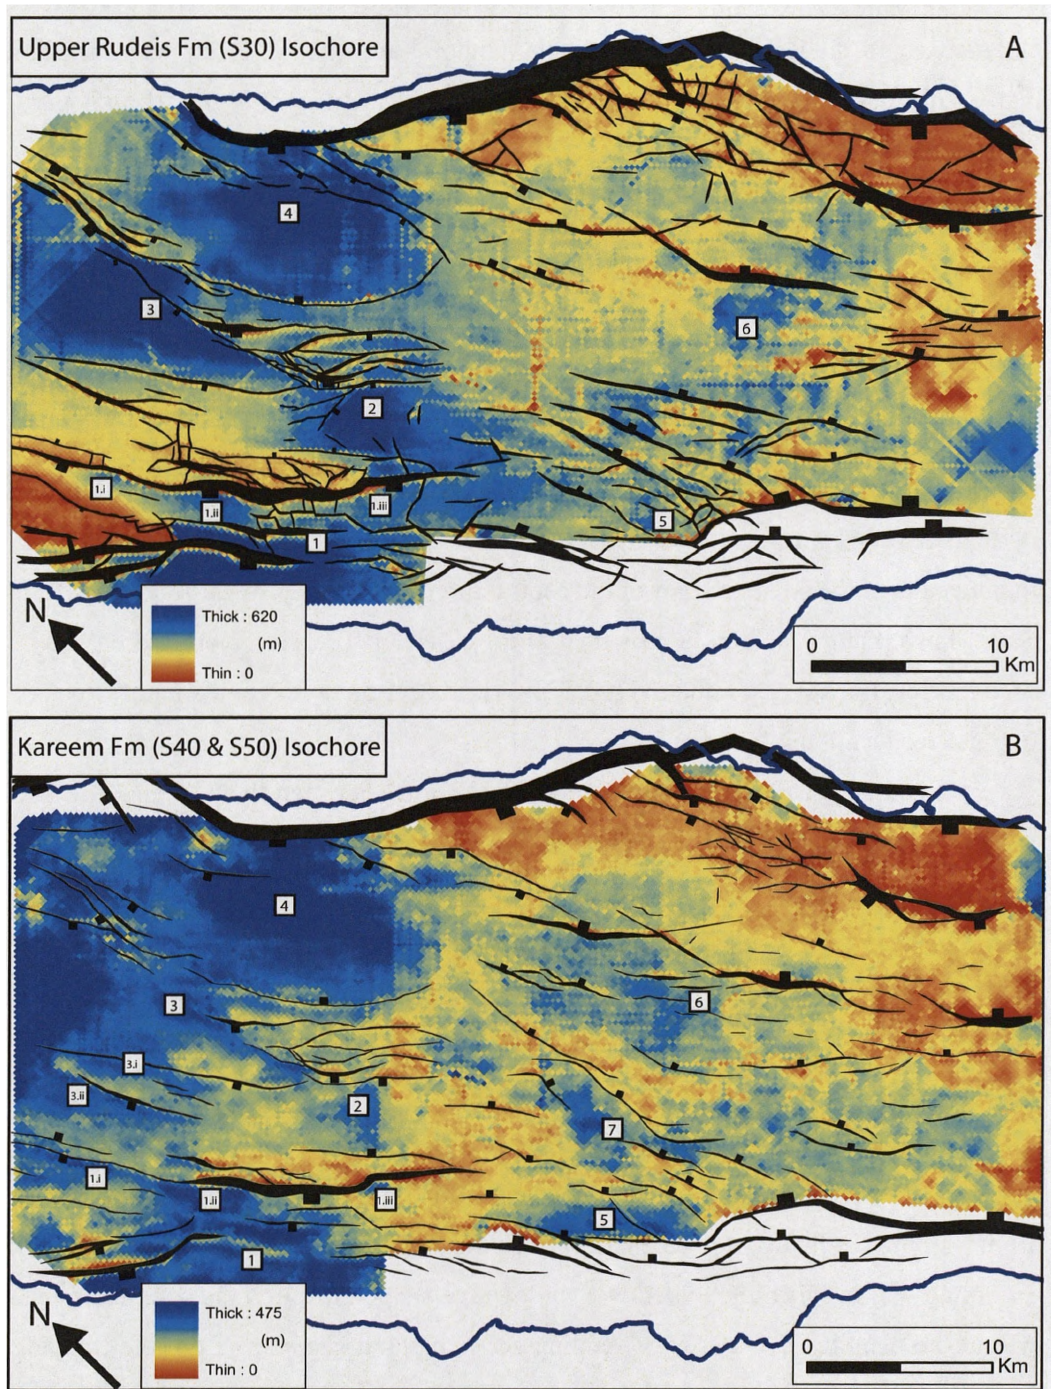 Upper Rudeis Fm (S30) Isochore
A
4
3
6
2
1.i
1.ii
1.iii
5
1
N
Thick : 620
(m)
Thin : 0
0 10
Km
Kareem Fm (S40 & S50) Isochore
B
4
3
6
3.i
3.ii
2
7
1.i
1.ii
1.iii
5
1
N
Thick : 475
(m)
Thin : 0
0 10
Km